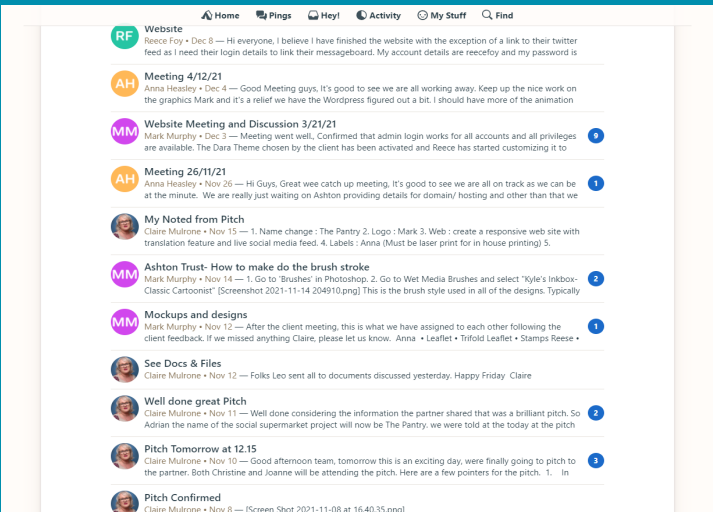 Home Pings Hey! Activity My Stuff Find
RF Website
Reece Foy • Dec 8 — Hi everyone, I believe I have finished the website with the exception of a link to their twitter
feed as I need their login details to link their messageboard. My account details are reecefoy and my password is
AH Meeting 4/12/21
Anna Heasley • Dec 4 — Good Meeting guys, It's good to see we are all working away. Keep up the nice work on
the graphics Mark and it's a relief we have the Wordpress figured out a bit. I should have more of the animation
MM Website Meeting and Discussion 3/21/21
Mark Murphy • Dec 3 — Meeting went well., Confirmed that admin login works for all accounts and all privileges
9
are available. The Dara Theme chosen by the client has been activated and Reece has started customizing it to
AH Meeting 26/11/21
Anna Heasley • Nov 26 — Hi Guys, Great wee catch up meeting, It's good to see we are all on track as we can be
1
at the minute. We are really just waiting on Ashton providing details for domain/ hosting and other than that we
My Noted from Pitch
Claire Mulrone • Nov 15 — 1. Name change : The Pantry 2. Logo : Mark 3. Web : create a responsive web site with
translation feature and live social media feed. 4. Labels : Anna (Must be laser print for in house printing) 5.
Ashton Trust- How to make do the brush stroke
MM Mark Murphy • Nov 14 — 1. Go to 'Brushes' in Photoshop. 2. Go to Wet Media Brushes and select "Kyle's Inkbox-
2
Classic Cartoonist" [Screenshot 2021-11-14 204910.png] This is the brush style used in all of the designs. Typically
Mockups and designs
MM Mark Murphy • Nov 12 — After the client meeting, this is what we have assigned to each other following the
1
client feedback. If we missed anything Claire, please let us know. Anna • Leaflet • Trifold Leaflet • Stamps Reese •
See Docs & Files
Claire Mulrone • Nov 12 — Folks Leo sent all to documents discussed yesterday. Happy Friday Claire
Well done great Pitch
Claire Mulrone • Nov 11 — Well done considering the information the partner shared that was a brilliant pitch. So
2
Adrian the name of the social supermarket project will now be The Pantry. we were told at the today at the pitch
Pitch Tomorrow at 12.15
Claire Mulrone • Nov 10 — Good afternoon team, tomorrow this is an exciting day, were finally going to pitch to
3
the partner. Both Christine and Joanne will be attending the pitch. Here are a few pointers for the pitch. 1. In
Pitch Confirmed
Claire Mulrone • Nov 8 — [Screen Shot 2021-11-08 at 16.40.35.png]